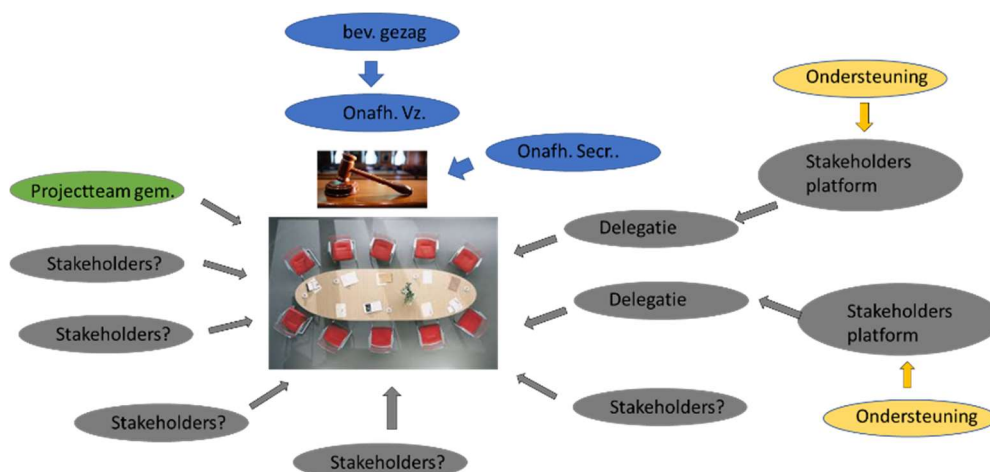 bev. gezag
Ondersteuning
Onafh. Vz.
Onafh. Secr..
Stakeholders
platform
Projectteam gem.
Delegatie
Stakeholders?
Delegatie
Stakeholders
platform
Stakeholders?
Stakeholders?
Stakeholders?
Ondersteuning
Stakeholders?